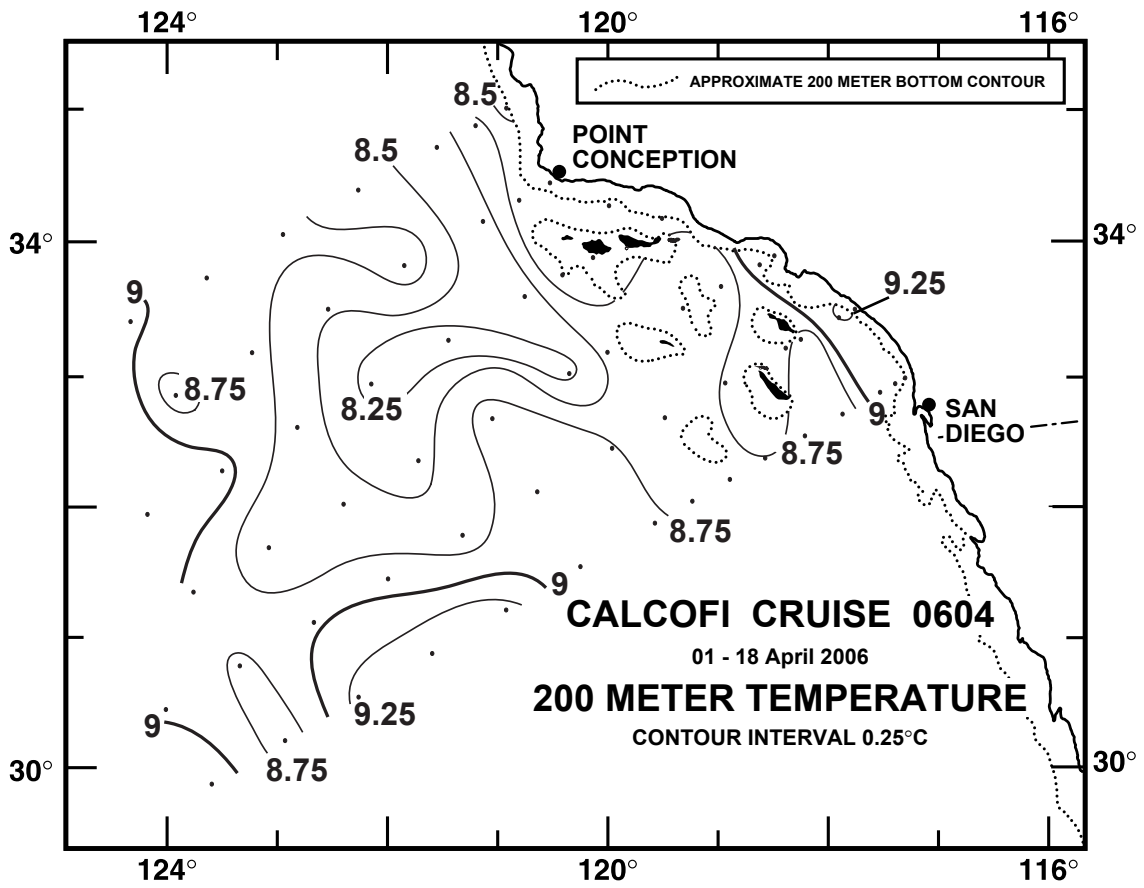 124° 120° 116°
APPROXIMATE 200 METER BOTTOM CONTOUR
8.5
POINT
CONCEPTION
8.5
34° 34°
9.25
9
8.75
8.25
9
SAN
DIEGO
8.75
8.75
9
CALCOFI CRUISE 0604
01 - 18 April 2006
200 METER TEMPERATURE
9.25
9
CONTOUR INTERVAL 0.25°C
8.75
30° 30°
124° 120° 116°